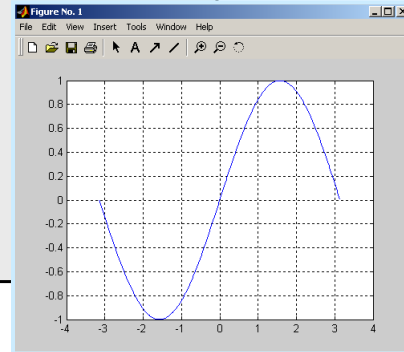 Figure No. 1
File Edit View Insert Tools Window Help
A
1
0.8
0.6
0.4
0.2
0
-0.2
-0.4
-0.6
-0.8
-1
-4 -3 -2 -1 0 1 2 3 4